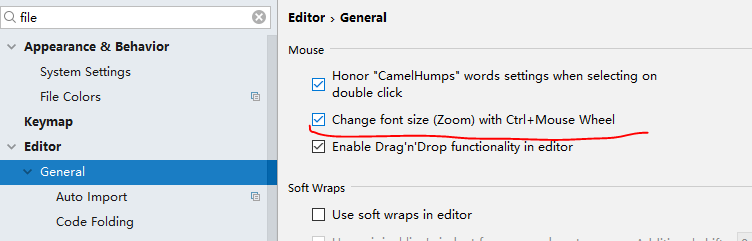 file
Appearance & Behavior
System Settings
File Colors
Keymap
Editor
General
Auto Import
Code Folding
Editor › General
Mouse
Honor "CamelHumps" words settings when selecting on
double click
Change font size (Zoom) with Ctrl+Mouse Wheel
Enable Drag'n'Drop functionality in editor
Soft Wraps
Use soft wraps in editor